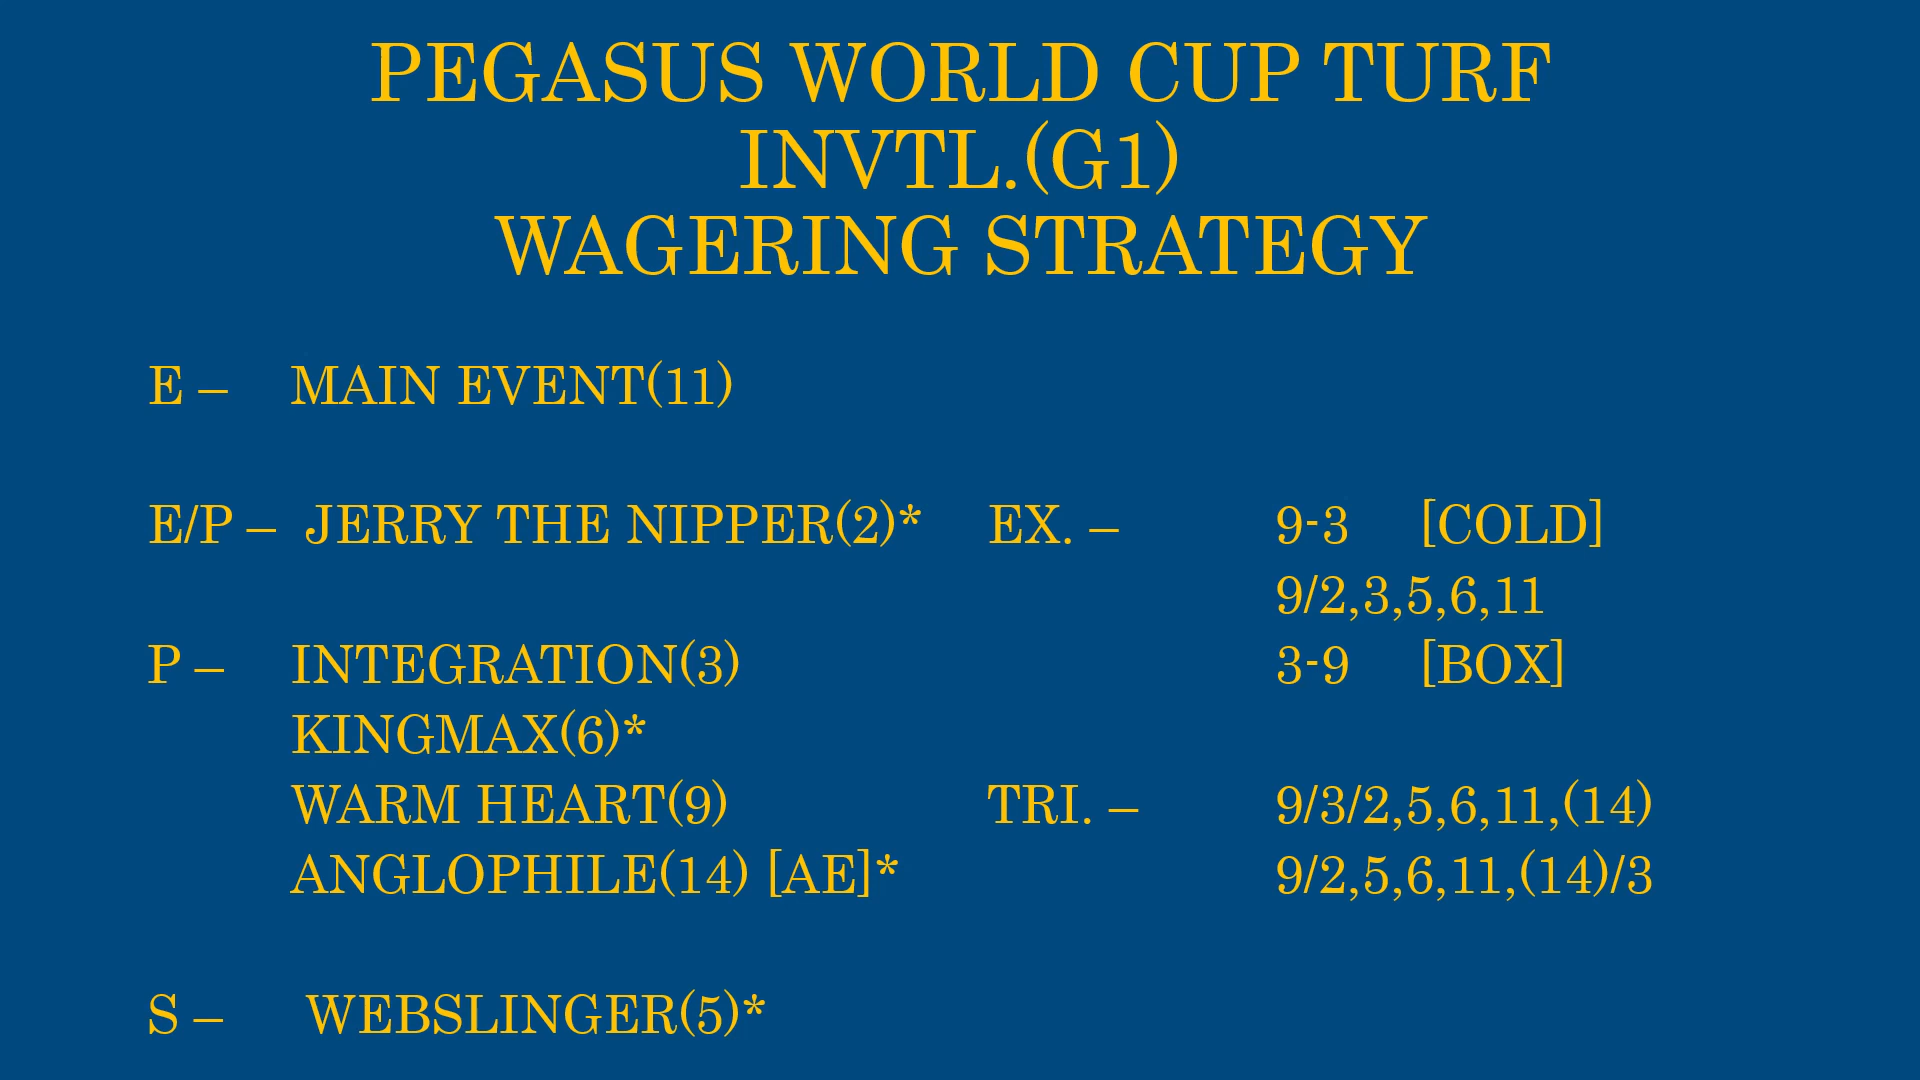 PEGASUS WORLD CUP TURF
INVTL.(G1)
WAGERING STRATEGY
E – MAIN EVENT(11)
E/P – JERRY THE NIPPER(2)*
P – INTEGRATION(3)
KINGMAX(6)*
WARM HEART(9)
ANGLOPHILE(14) [AE]*
S – WEBSLINGER(5)*
EX. – 9-3 [COLD]
9/2,3,5,6,11
3-9 [BOX]
TRI. – 9/3/2,5,6,11,(14)
9/2,5,6,11,(14)/3